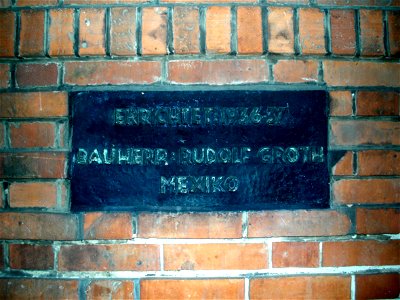 ERRICHTET: 1936-37
BAUHERR: RUDOLF GROTH
MEXIKO